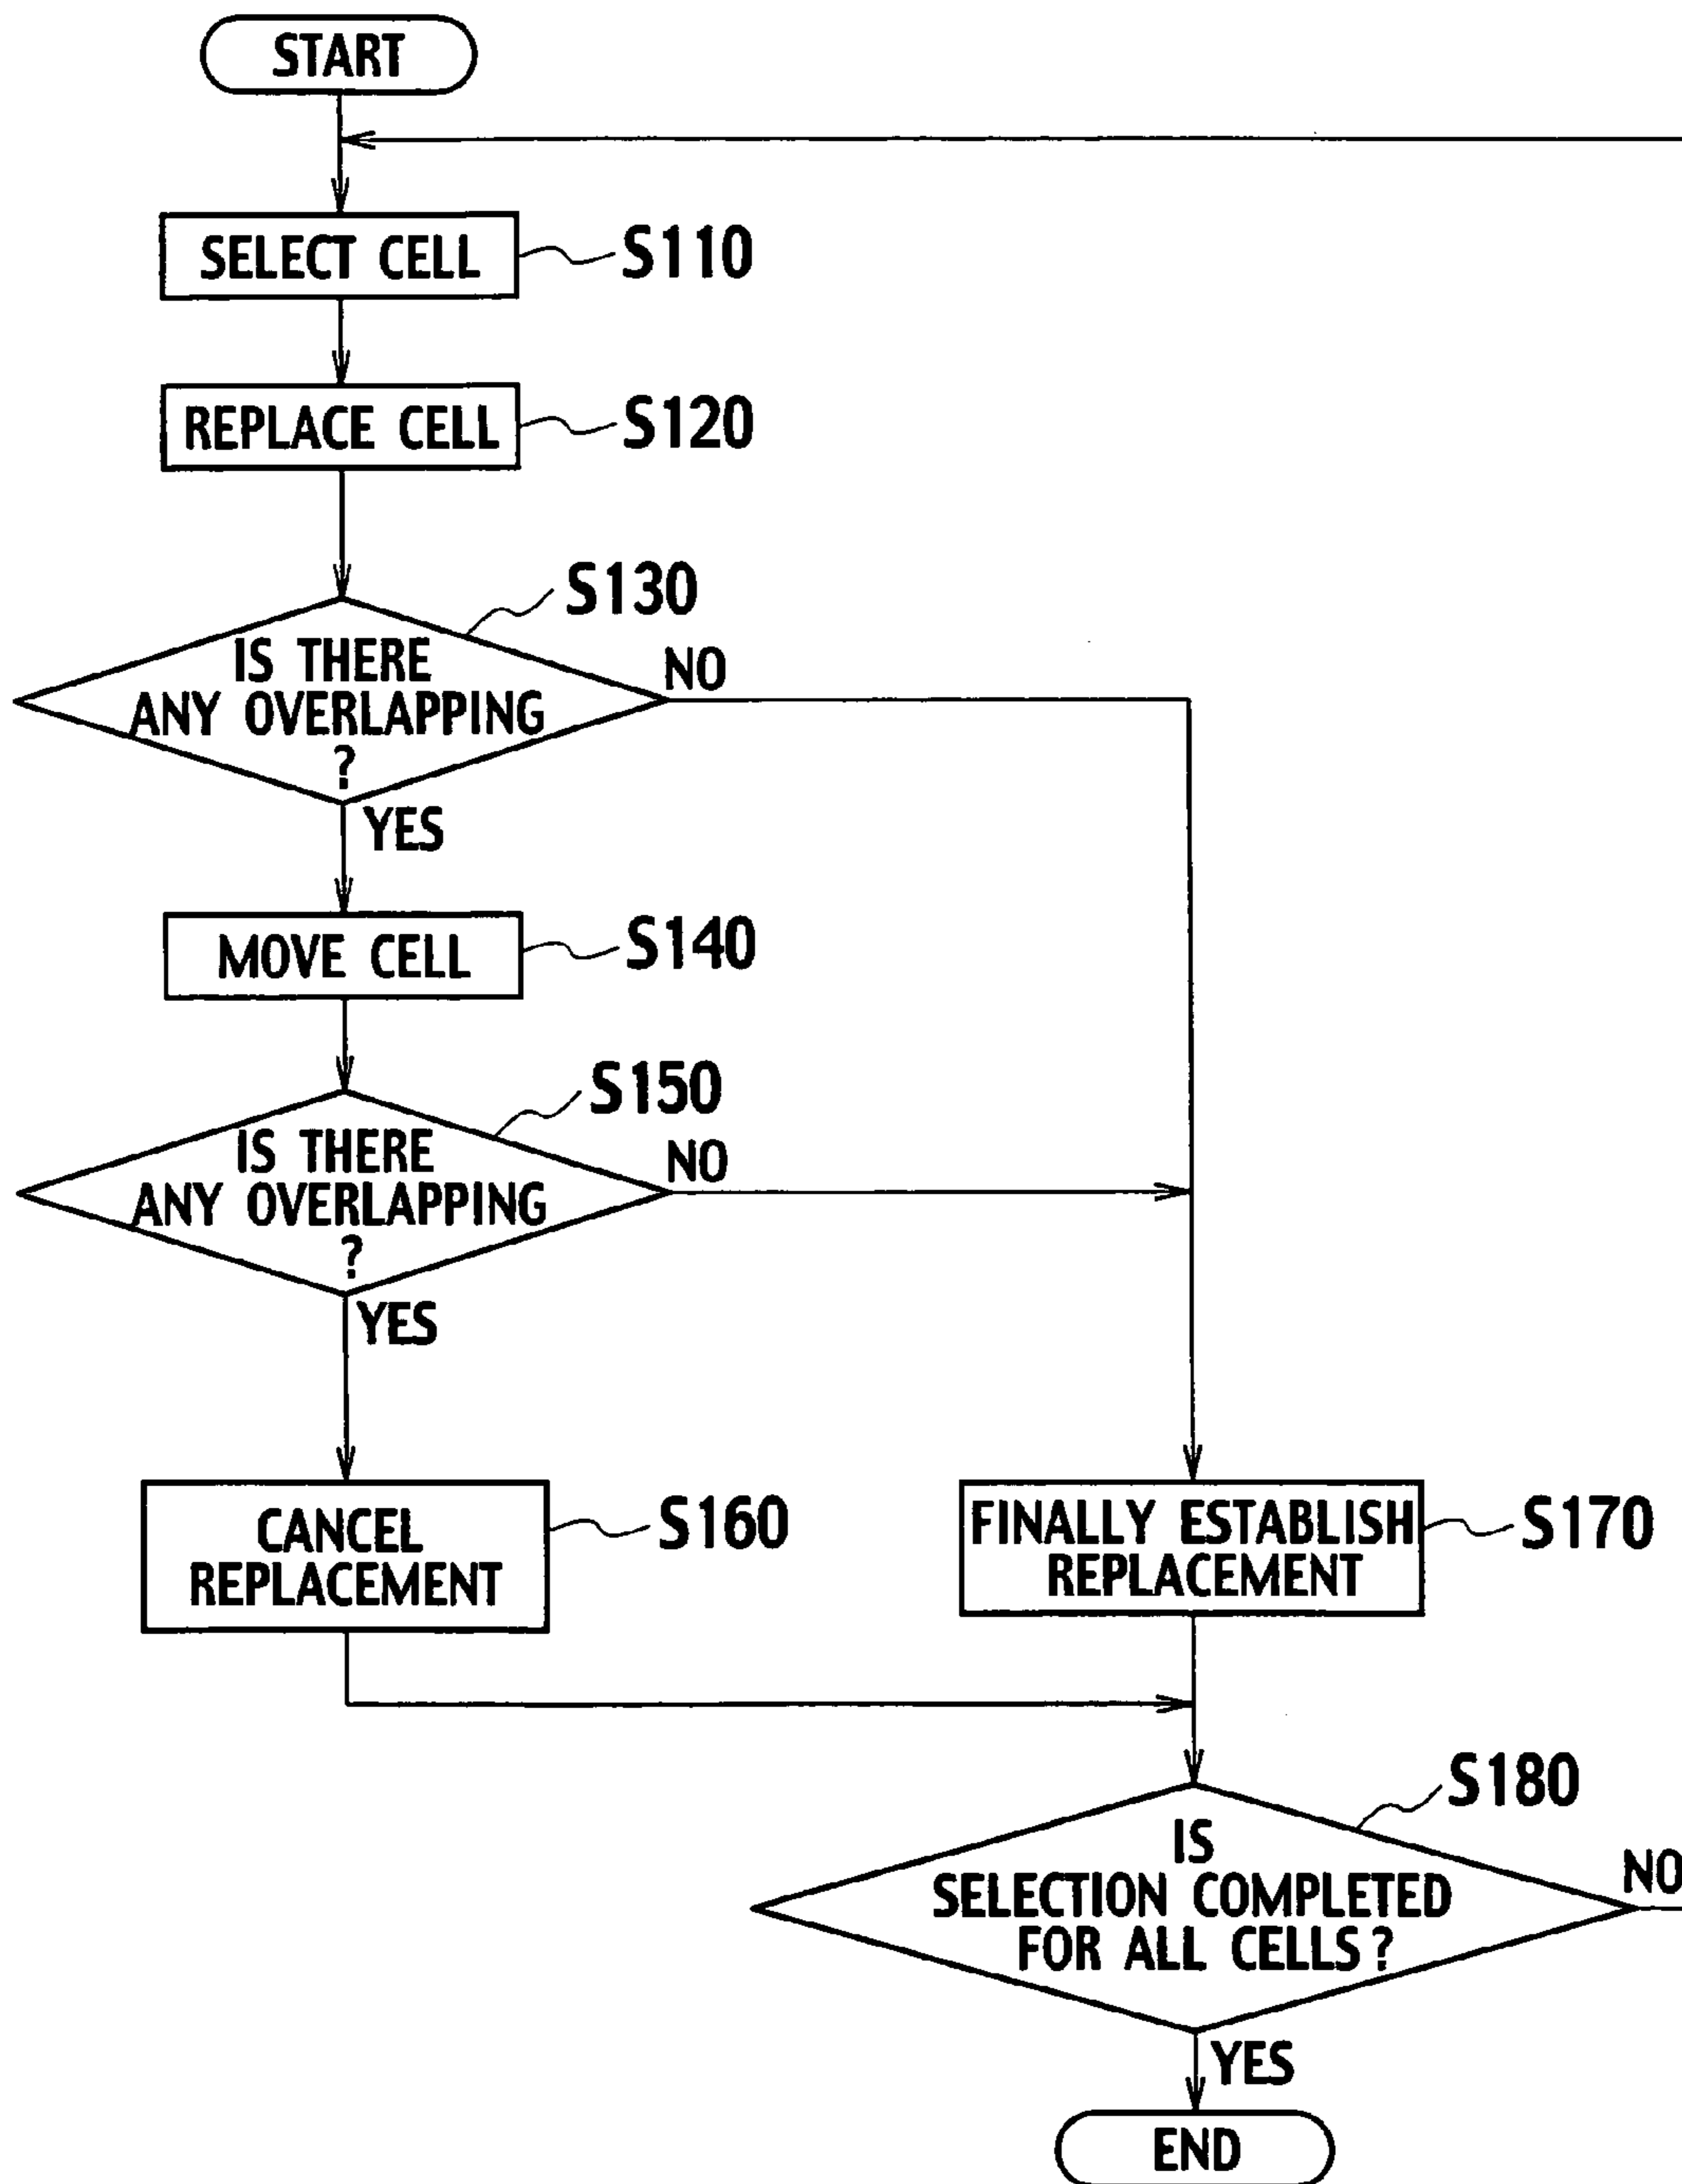 START
SELECT CELL
S110
REPLACE CELL
S120
S130
IS THERE
ANY OVERLAPPING
?
NO
YES
MOVE CELL
S140
S150
IS THERE
ANY OVERLAPPING
?
NO
YES
CANCEL
REPLACEMENT
S160
FINALLY ESTABLISH
REPLACEMENT
S170
S180
IS
SELECTION COMPLETED
FOR ALL CELLS?
NO
YES
END